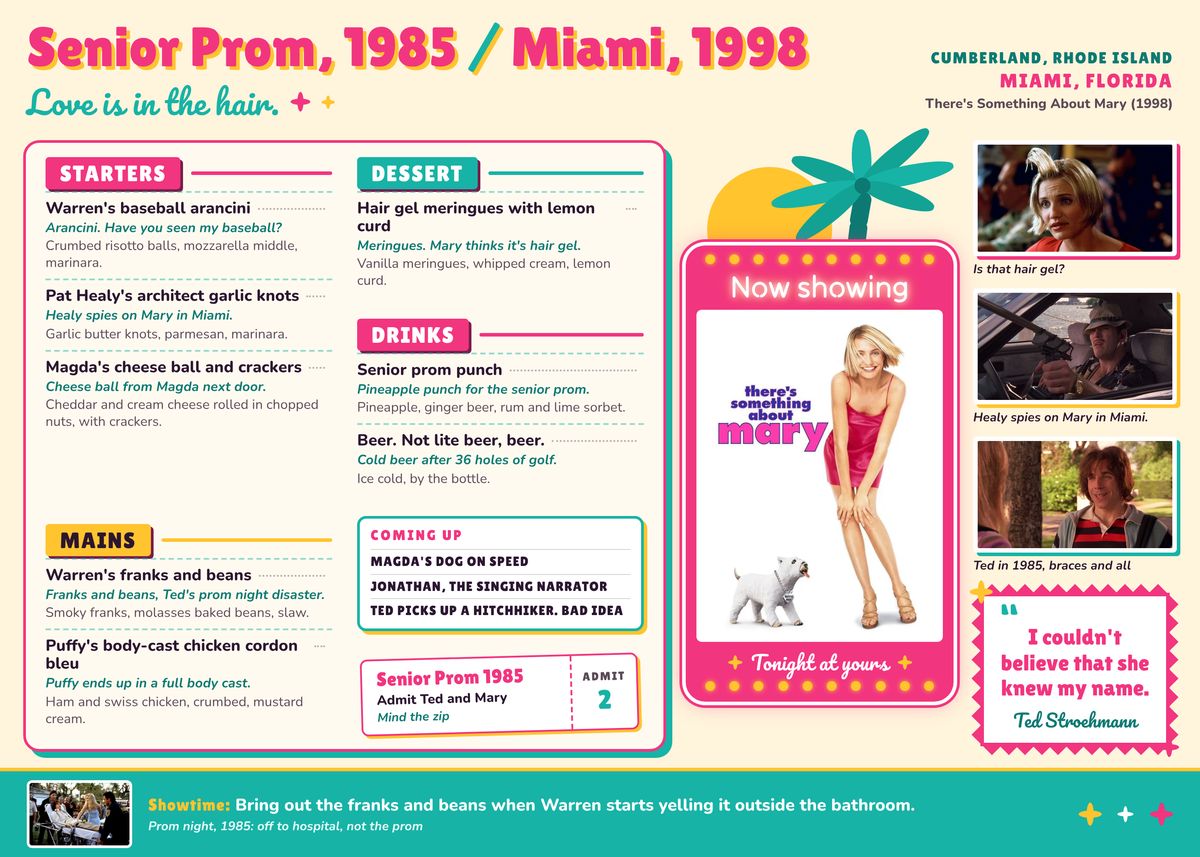 Senior Prom, 1985 / Miami, 1998
Love is in the hair.
CUMBERLAND, RHODE ISLAND
MIAMI, FLORIDA
There's Something About Mary (1998)
STARTERS
Warren's baseball arancini
Arancini. Have you seen my baseball?
Crumbed risotto balls, mozzarella middle,
marinara.
Pat Healy's architect garlic knots
Healy spies on Mary in Miami.
Garlic butter knots, parmesan, marinara.
Magda's cheese ball and crackers
Cheese ball from Magda next door.
Cheddar and cream cheese rolled in chopped
nuts, with crackers.
MAINS
Warren's franks and beans
Franks and beans, Ted's prom night disaster.
Smoky franks, molasses baked beans, slaw.
Puffy's body-cast chicken cordon
bleu
Puffy ends up in a full body cast.
Ham and swiss chicken, crumbed, mustard
cream.
DESSERT
Hair gel meringues with lemon
curd
Meringues. Mary thinks it's hair gel.
Vanilla meringues, whipped cream, lemon
curd.
DRINKS
Senior prom punch
Pineapple punch for the senior prom.
Pineapple, ginger beer, rum and lime sorbet.
Beer. Not lite beer, beer.
Cold beer after 36 holes of golf.
Ice cold, by the bottle.
COMING UP
MAGDA'S DOG ON SPEED
JONATHAN, THE SINGING NARRATOR
TED PICKS UP A HITCHHIKER. BAD IDEA
Senior Prom 1985
Admit Ted and Mary
Mind the zip
ADMIT
2
Now showing
there's
something
about
mary
Tonight at yours
Is that hair gel?
Healy spies on Mary in Miami.
Ted in 1985, braces and all
"
I couldn't
believe that she
knew my name.
Ted Stroehmann
Showtime: Bring out the franks and beans when Warren starts yelling it outside the bathroom.
Prom night, 1985: off to hospital, not the prom